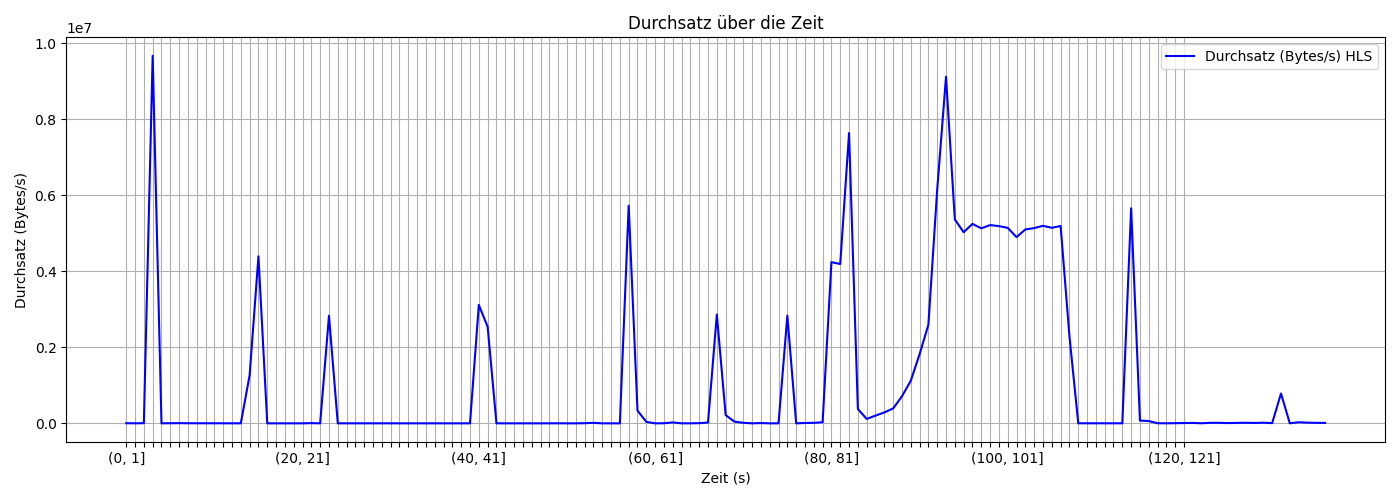 Durchsatz über die Zeit
1e7
1.0
0.8
0.6
0.4
0.2
0.0
Durchsatz (Bytes/s)
Durchsatz (Bytes/s) HLS
(0, 1]
(20, 21]
(40, 41]
(60, 61]
(80, 81]
(100, 101]
(120, 121]
Zeit (s)